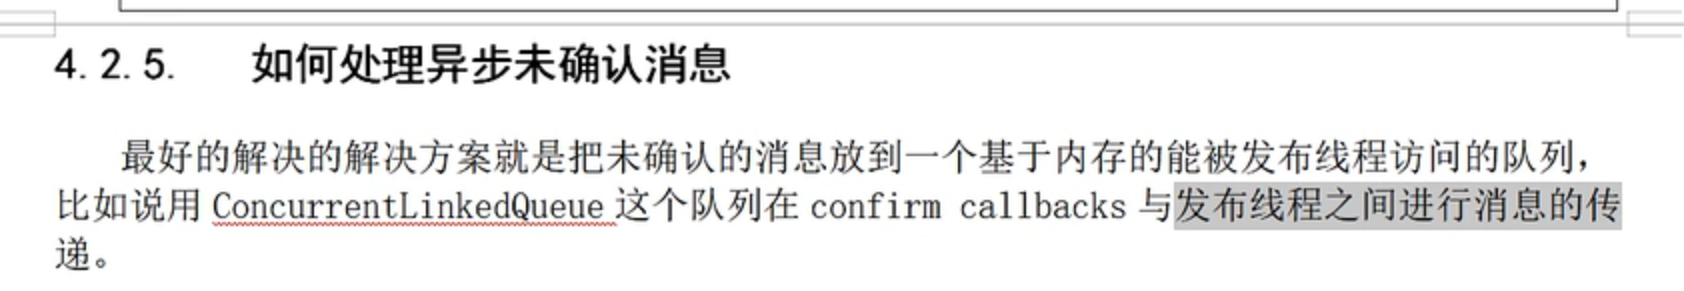 4.2.5. 如何处理异步未确认消息
最好的解决的解决方案就是把未确认的消息放到一个基于内存的能被发布线程访问的队列，
比如说用 ConcurrentLinkedQueue 这个队列在 confirm callbacks 与发布线程之间进行消息的传
递。